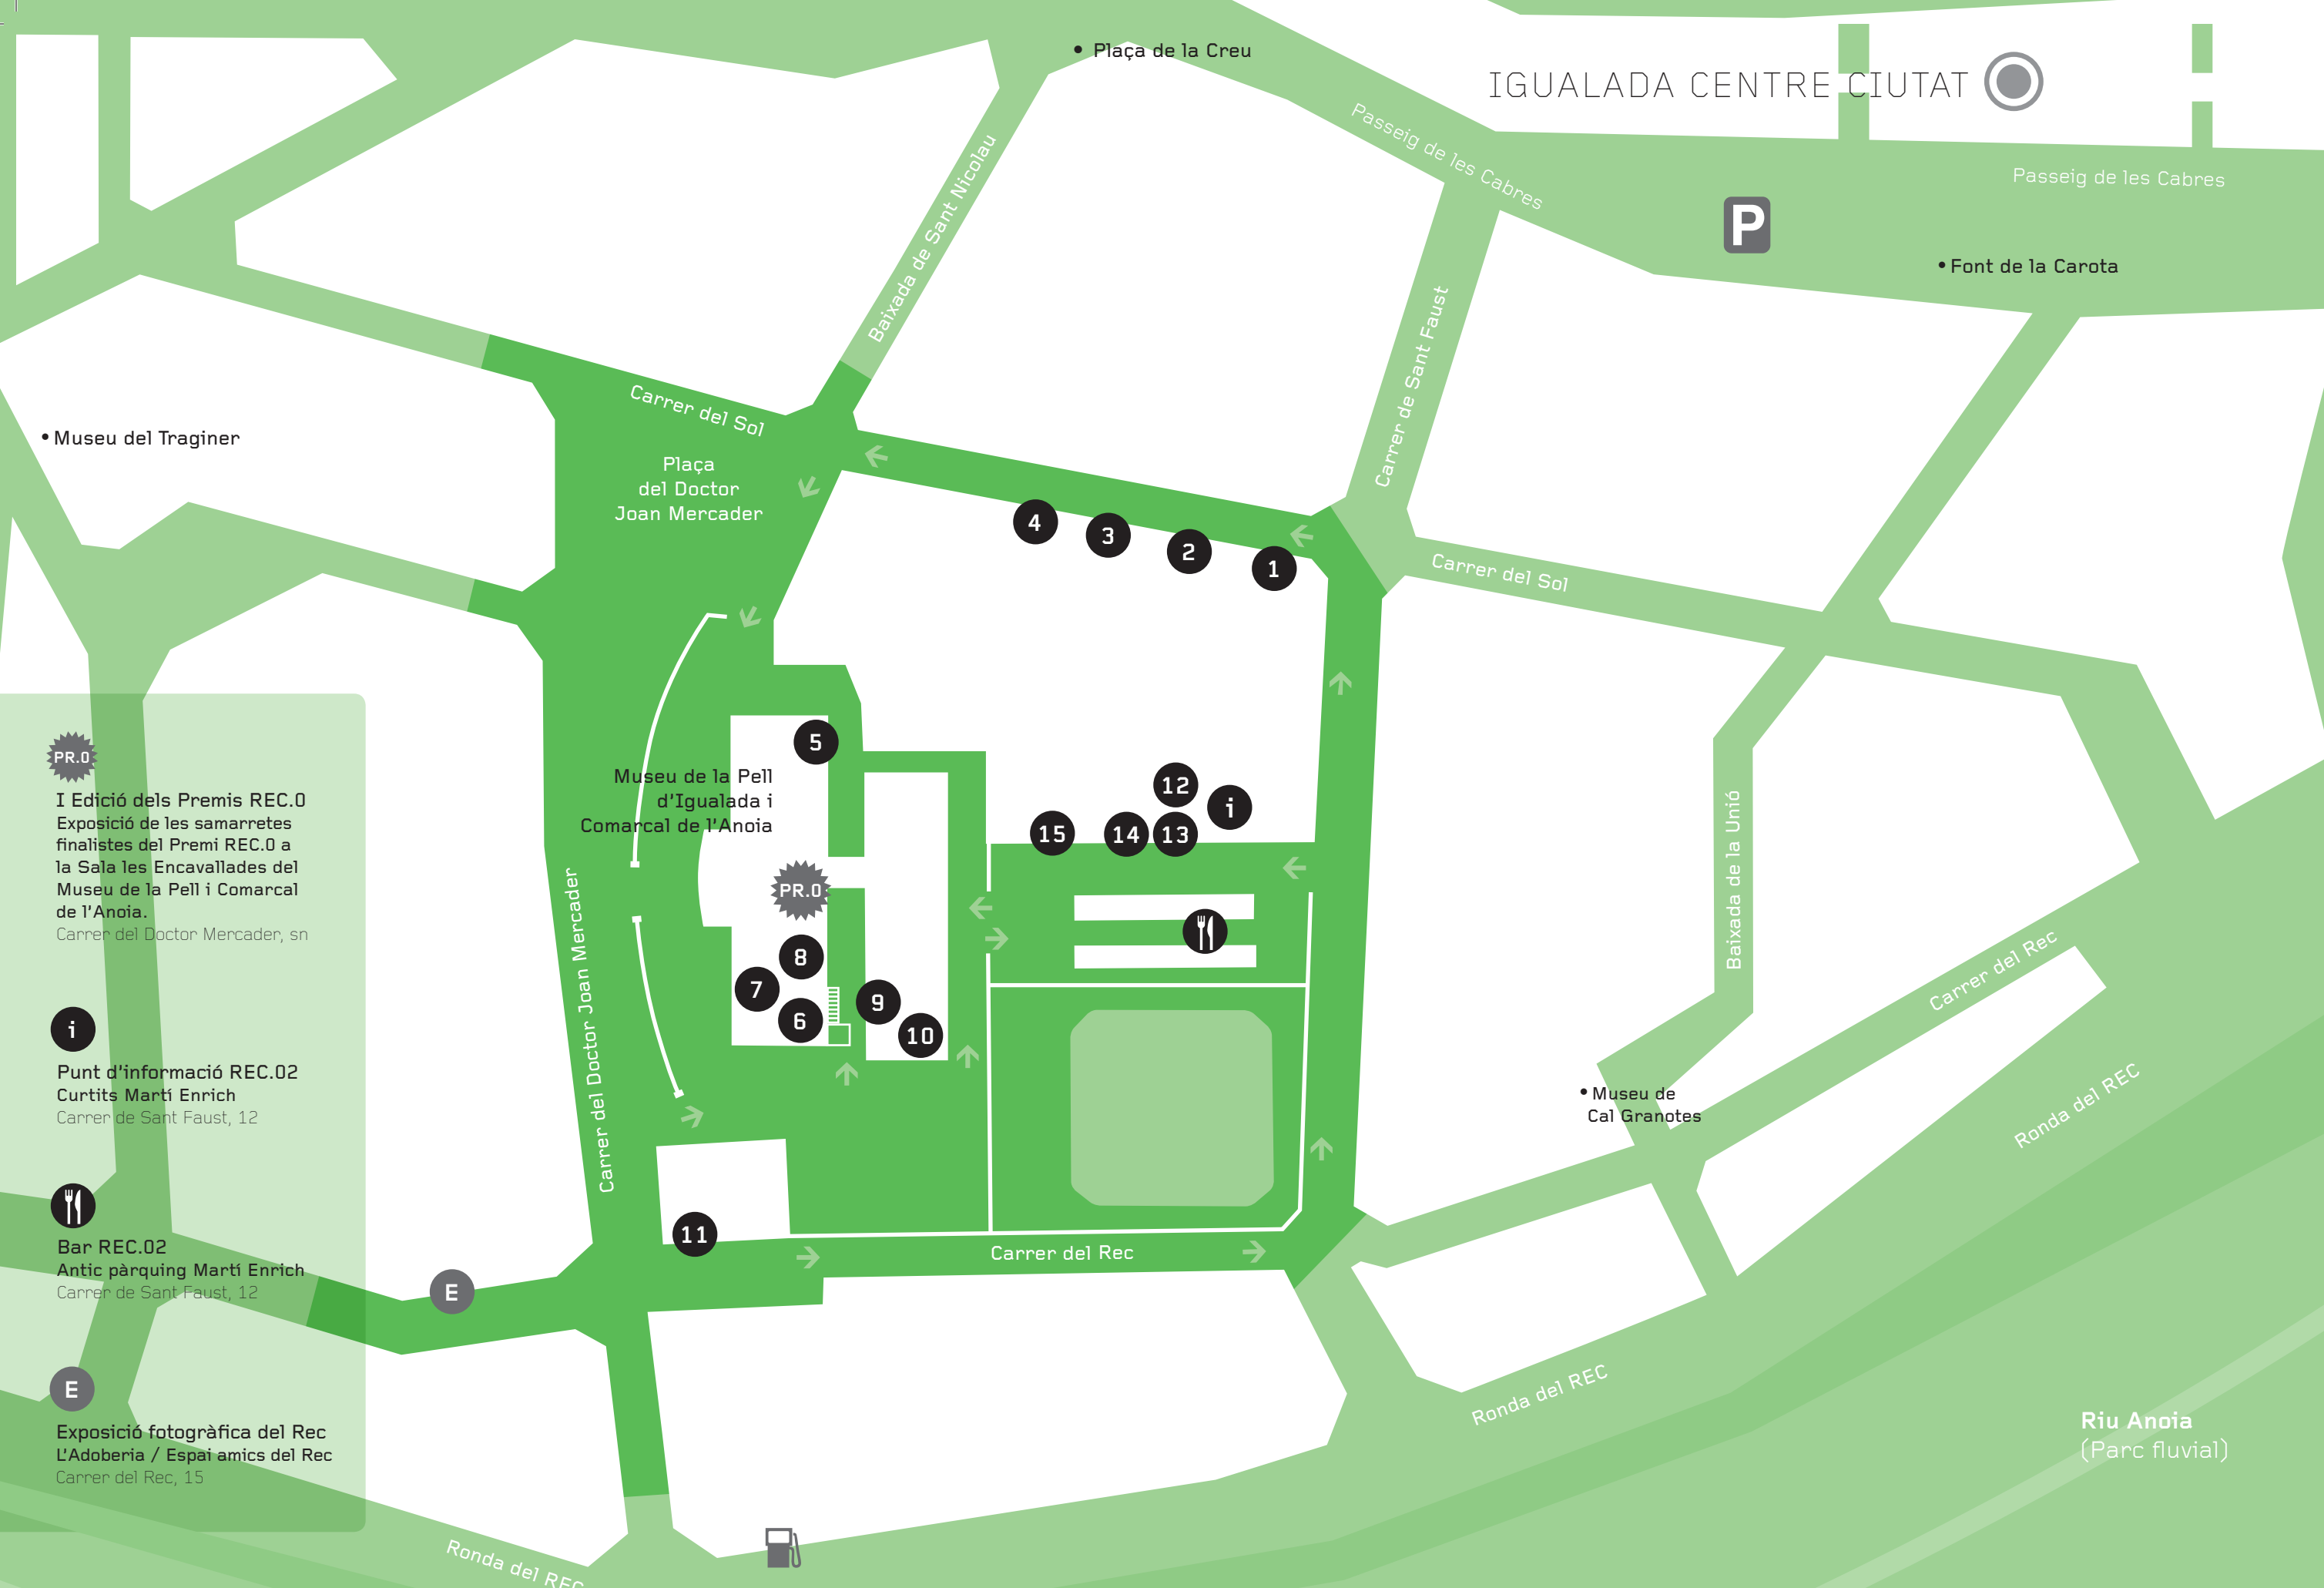 Plaça de la Creu
IGUALADA CENTRE CIUTAT
Passeig de les Cabres
Passeig de les Cabres
P
Font de la Carota
Baixada de Sant Nicolau
Carrer de Sant Faust
Carrer del Sol
Museu del Traginer
Plaça
del Doctor
Joan Mercader
4
3
2
1
Carrer del Sol
5
Museu de la Pell
d'Igualada i
Comarcal de l'Anoia
12
i
15
14
13
PR.0
8
7
6
9
10
Carrer del Doctor Joan Mercader
Baixada de la Unió
Carrer del Rec
Museu de
Cal Granotes
Ronda del REC
11
Carrer del Rec
E
Ronda del REC
Riu Anoia
(Parc fluvial)
Ronda del REC
PR.0
I Edició dels Premis REC.0
Exposició de les samarretes
finalistes del Premi REC.0 a
la Sala les Encavallades del
Museu de la Pell i Comarcal
de l'Anoia.
Carrer del Doctor Mercader, sn
i
Punt d'informació REC.02
Curtits Martí Enrich
Carrer de Sant Faust, 12
Bar REC.02
Antic pàrquing Martí Enrich
Carrer de Sant Faust, 12
E
Exposició fotogràfica del Rec
L'Adoberia / Espai amics del Rec
Carrer del Rec, 15